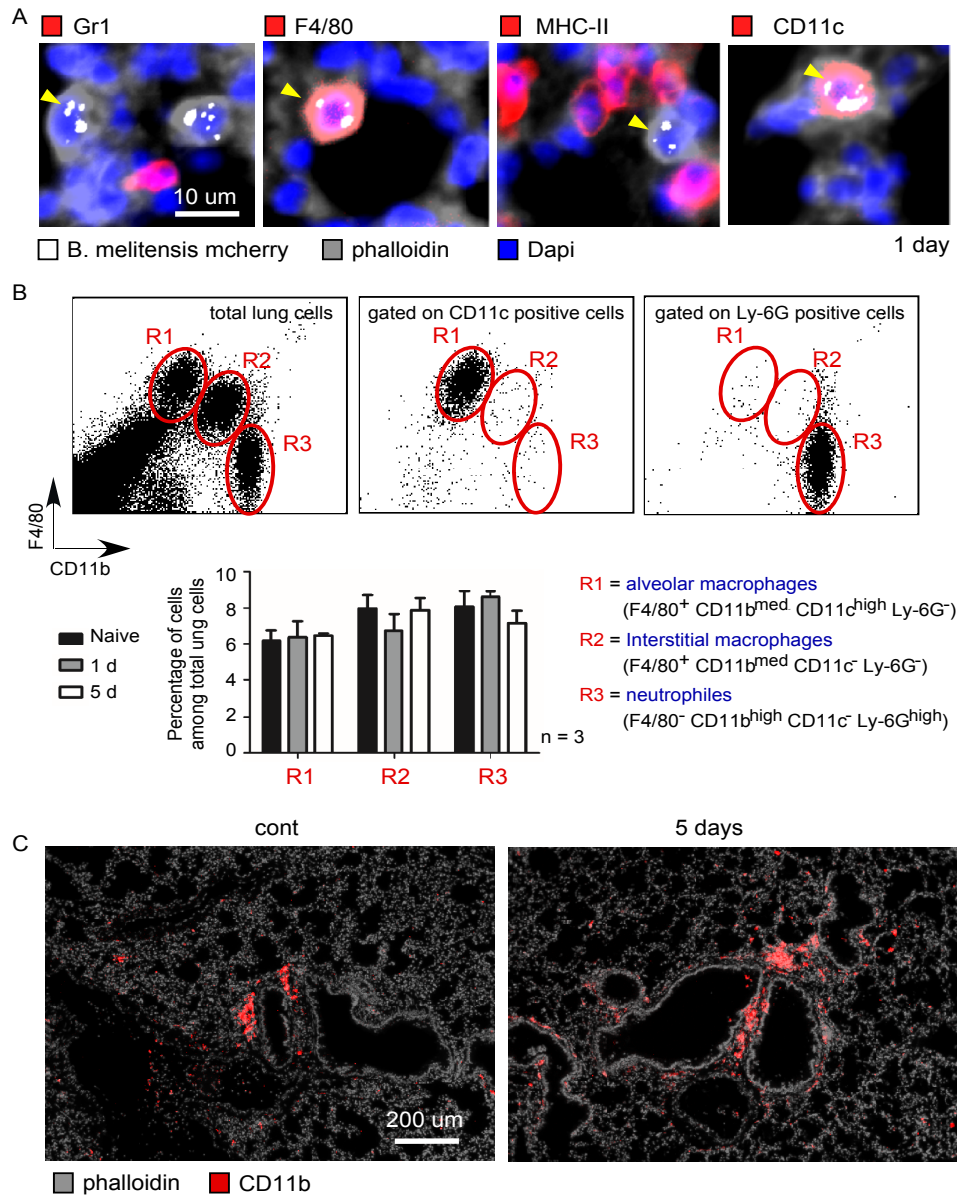 A
Gr1 F4/80 MHC-II CD11c
10 um
B. melitensis mcherry phalloidin Dapi 1 day
B
total lung cells gated on CD11c positive cells gated on Ly-6G positive cells
R1 R2 R3
R1 R2 R3
R1 R2 R3
F4/80
CD11b
Naive
1 d
5 d
Percentage of cells
among total lung cells
10
8
6
4
2
0
R1 R2 R3
n = 3
R1 = alveolar macrophages
(F4/80+ CD11bmed. CD11chigh Ly-6G-)
R2 = Interstitial macrophages
(F4/80+ CD11bmed CD11c- Ly-6G-)
R3 = neutrophiles
(F4/80- CD11bhigh CD11c- Ly-6Ghigh)
C
cont 5 days
200 um
phalloidin CD11b